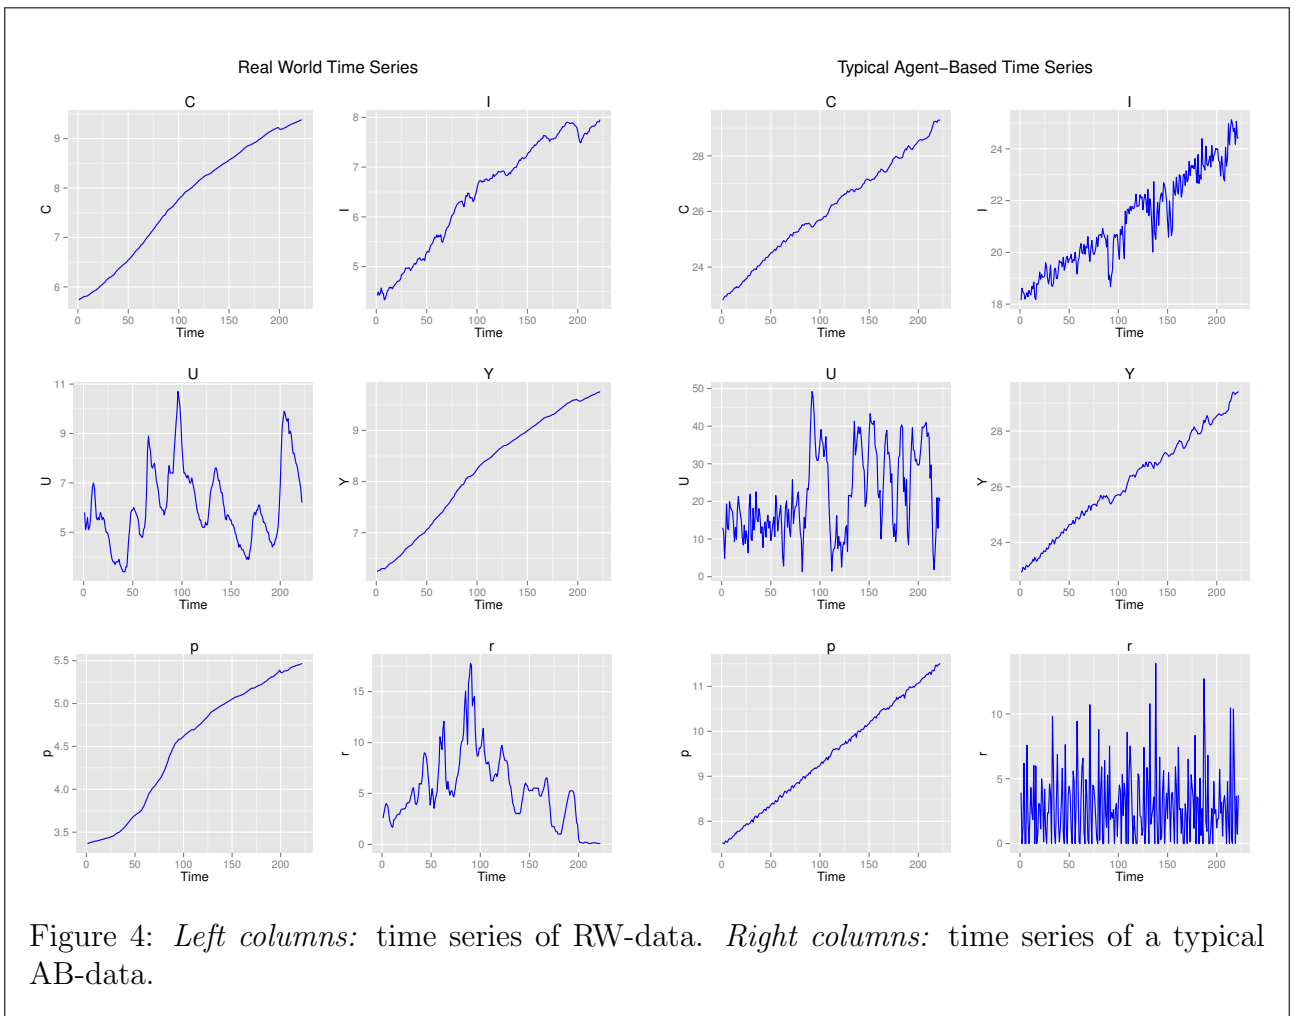 Real World Time Series
Typical Agent−Based Time Series
C
9
8
7
6
C
0 50 100 150 200
Time
I
8
7
6
5
I
0 50 100 150 200
Time
C
28
26
24
C
0 50 100 150 200
Time
I
24
22
20
18
I
0 50 100 150 200
Time
U
11
9
7
5
U
0 50 100 150 200
Time
Y
9
8
7
Y
0 50 100 150 200
Time
U
50
40
30
20
10
0
U
0 50 100 150 200
Time
Y
28
26
24
Y
0 50 100 150 200
Time
p
5.5
5.0
4.5
4.0
3.5
p
0 50 100 150 200
Time
r
15
10
5
0
r
0 50 100 150 200
Time
p
11
10
9
8
p
0 50 100 150 200
Time
r
10
5
0
r
0 50 100 150 200
Time
Figure 4: Left columns: time series of RW-data. Right columns: time series of a typical
AB-data.